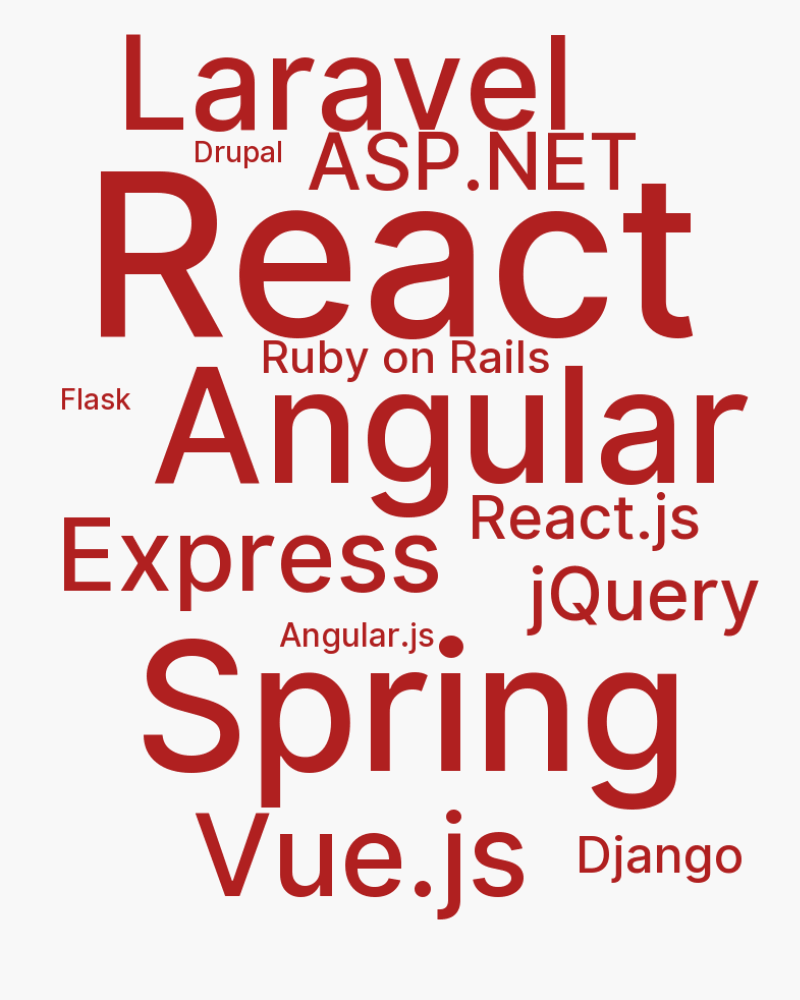 Laravel
Drupal
ASP.NET
React
Ruby on Rails
Flask
Angular
React.js
Express
jQuery
Angular.js
Spring
Vue.js
Django